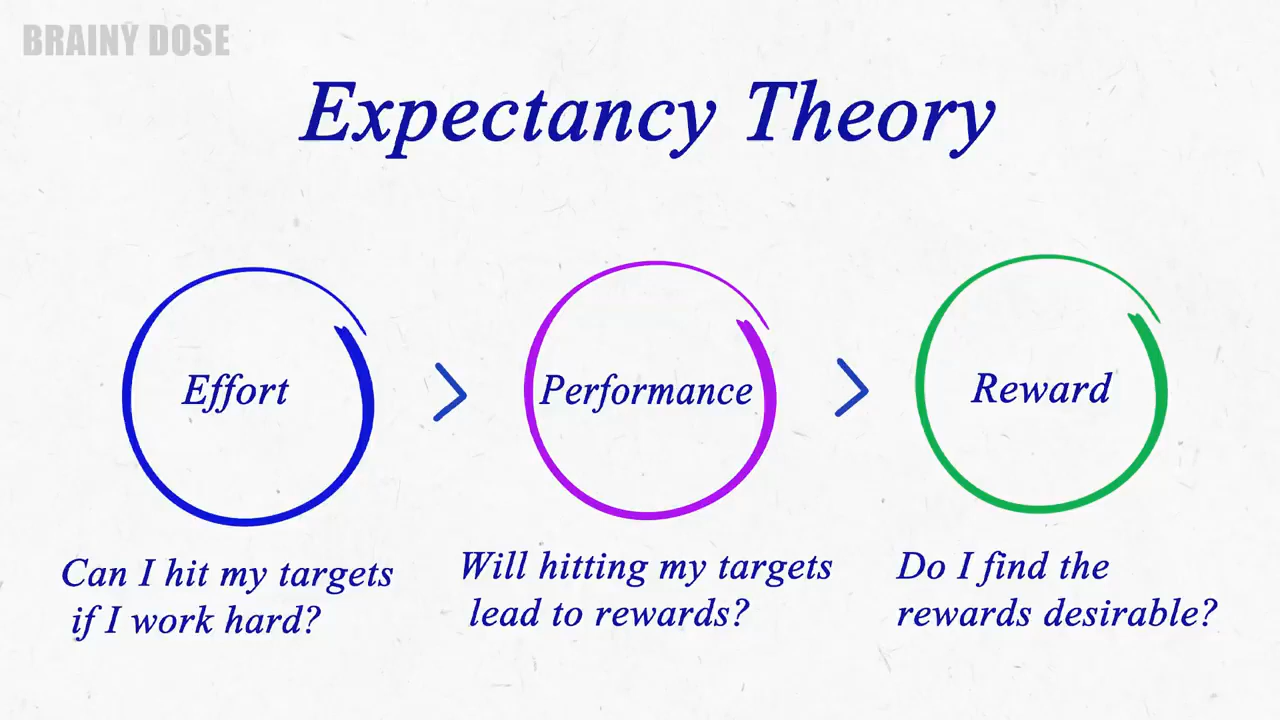 BRAINY DOSE
Expectancy Theory
Effort
Performance
Reward
Can I hit my targets
if I work hard?
Will hitting my targets
lead to rewards?
Do I find the
rewards desirable?